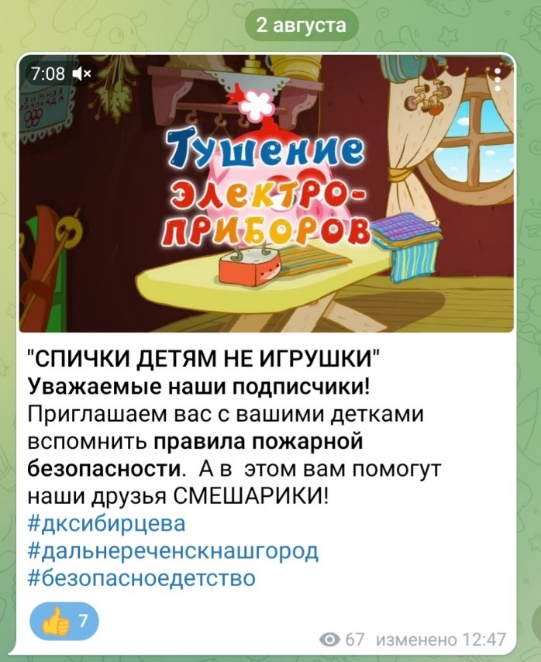 2 августа
7:08
Тушение
ЭЛЕКТРО-
ПРИБОРОВ
"СПИЧКИ ДЕТЯМ НЕ ИГРУШКИ"
Уважаемые наши подписчики!
Приглашаем вас с вашими детками
вспомнить правила пожарной
безопасности. А в этом вам помогут
наши друзья СМЕШАРИКИ!
#дксибирцева
#дальнереченскнашгород
#безопасноедетство
7
67 изменено 12:47